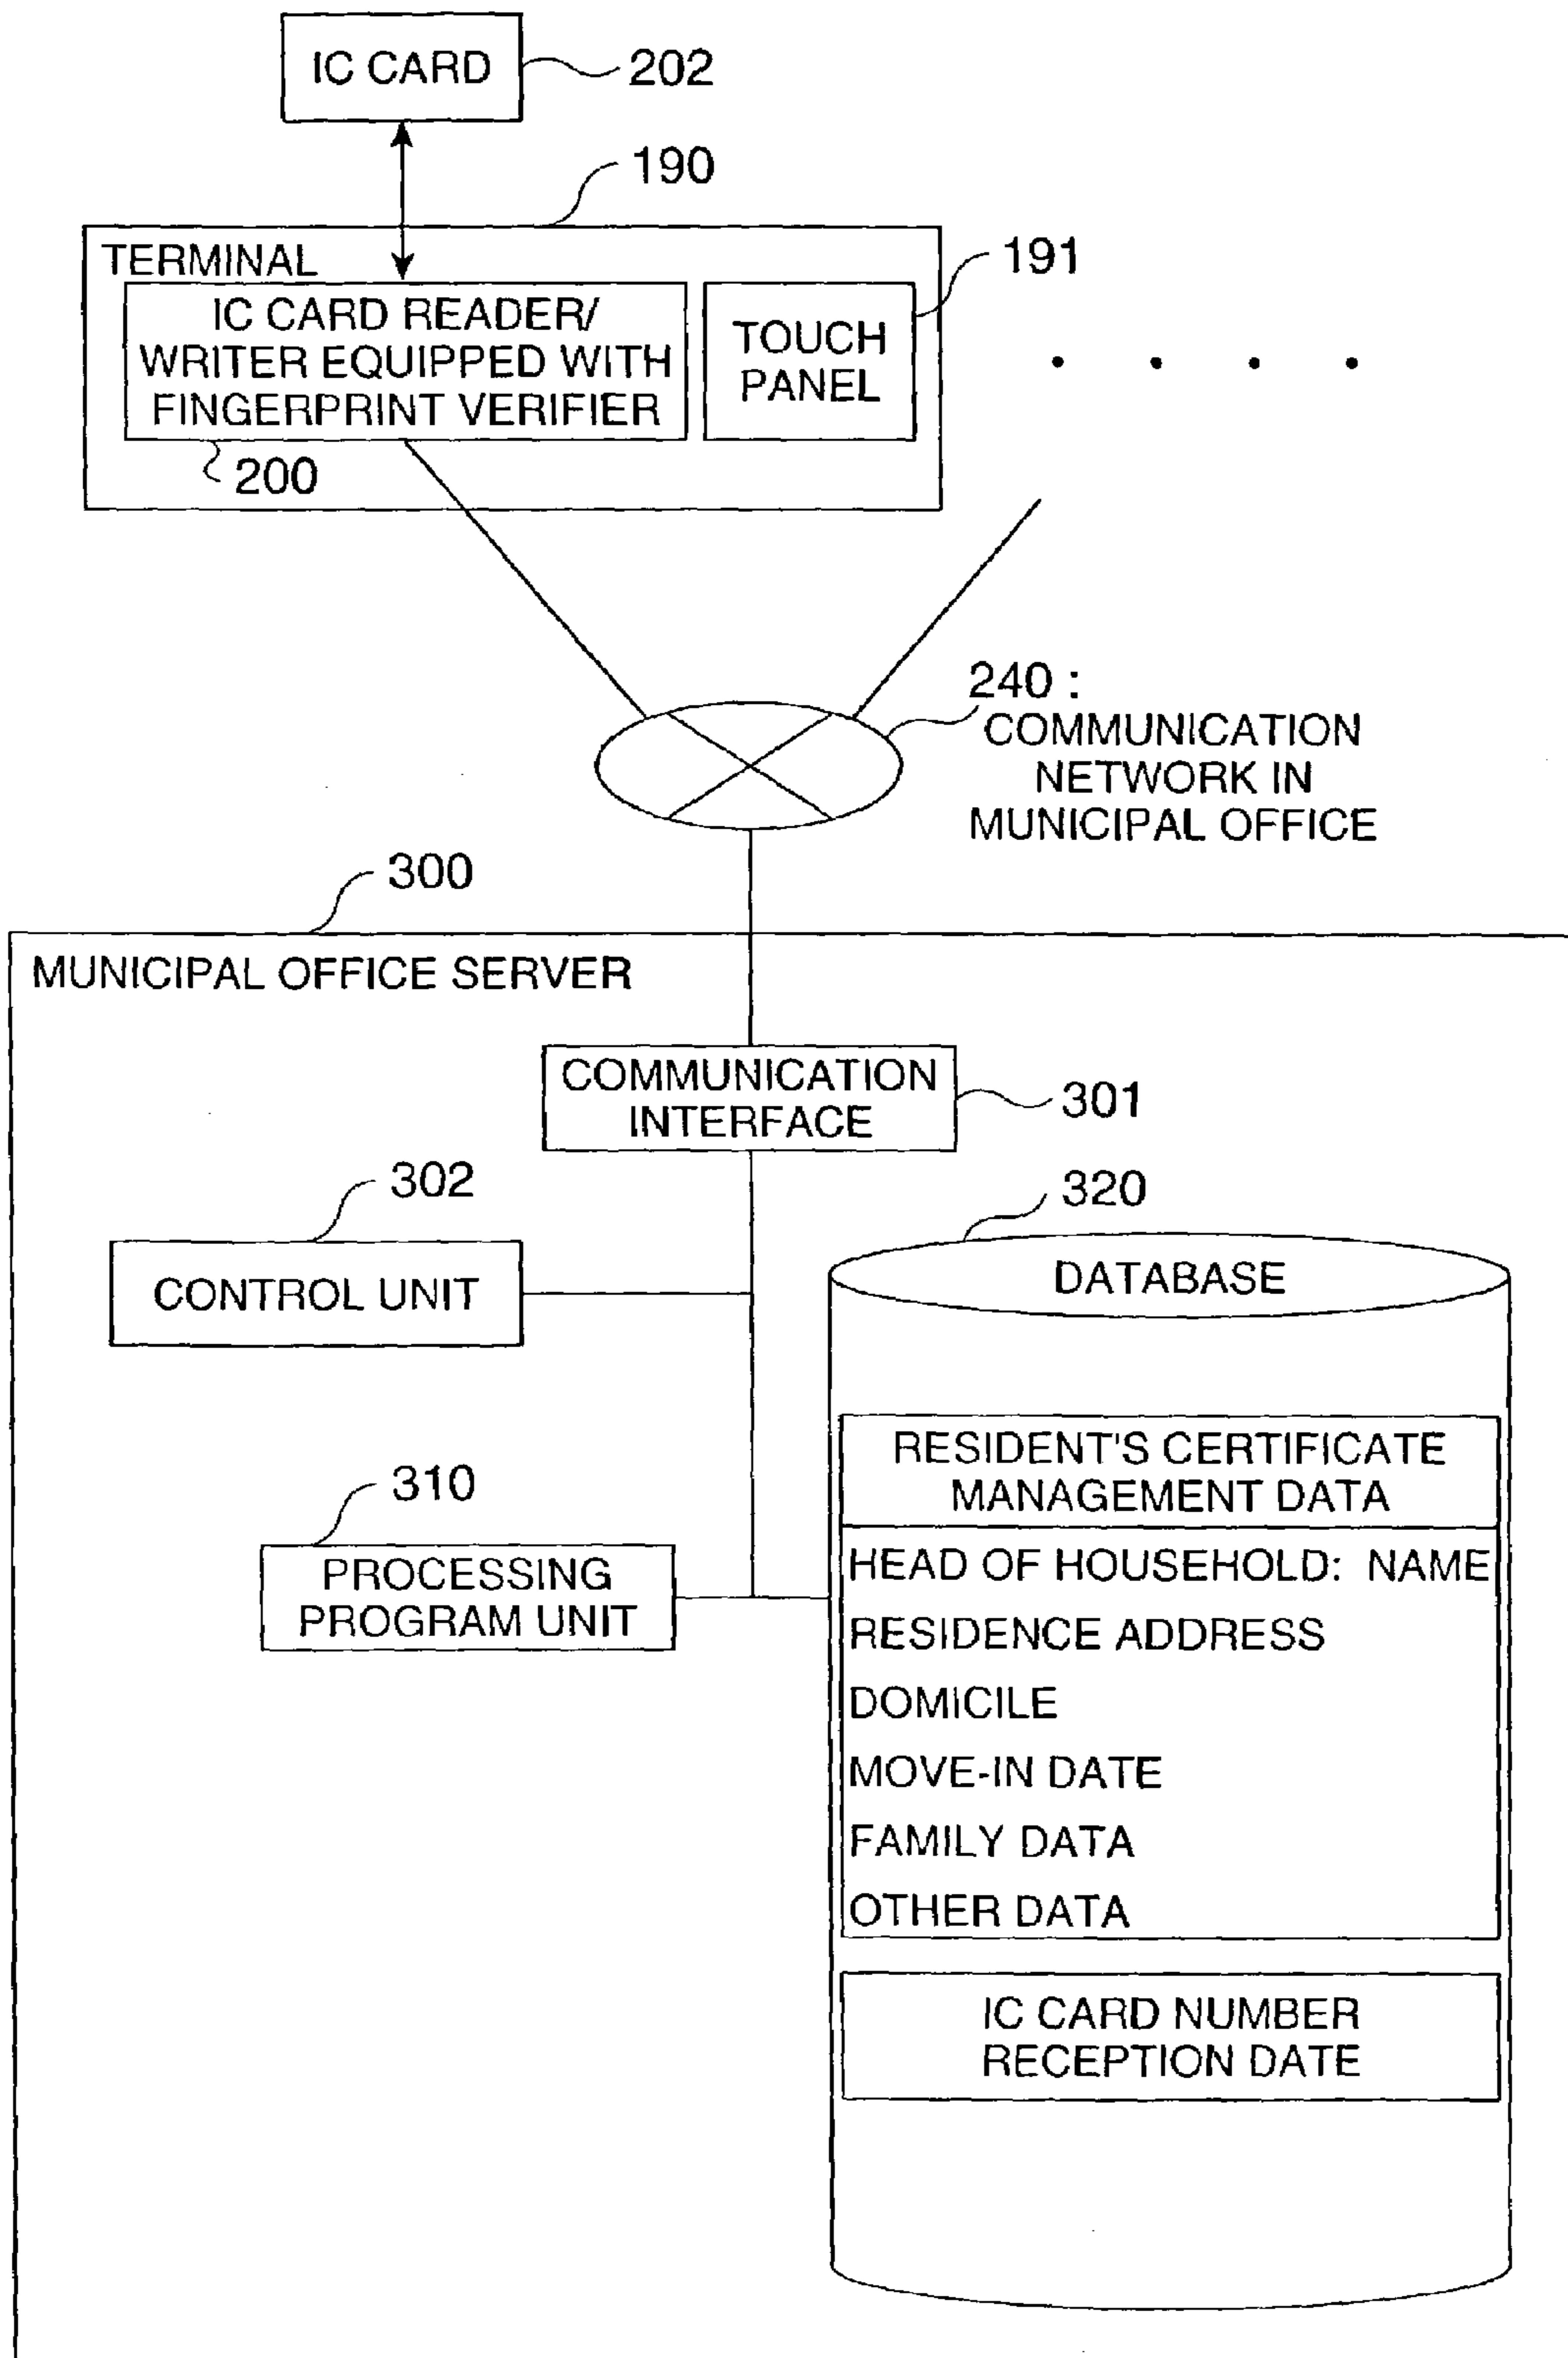 IC CARD
202
190
TERMINAL
191
IC CARD READER/
WRITER EQUIPPED WITH
FINGERPRINT VERIFIER
TOUCH
PANEL
200
240 :
COMMUNICATION
NETWORK IN
MUNICIPAL OFFICE
300
MUNICIPAL OFFICE SERVER
COMMUNICATION
INTERFACE
301
302
320
CONTROL UNIT
DATABASE
RESIDENT'S CERTIFICATE
MANAGEMENT DATA
310
PROCESSING
PROGRAM UNIT
HEAD OF HOUSEHOLD: NAME
RESIDENCE ADDRESS
DOMICILE
MOVE-IN DATE
FAMILY DATA
OTHER DATA
IC CARD NUMBER
RECEPTION DATE